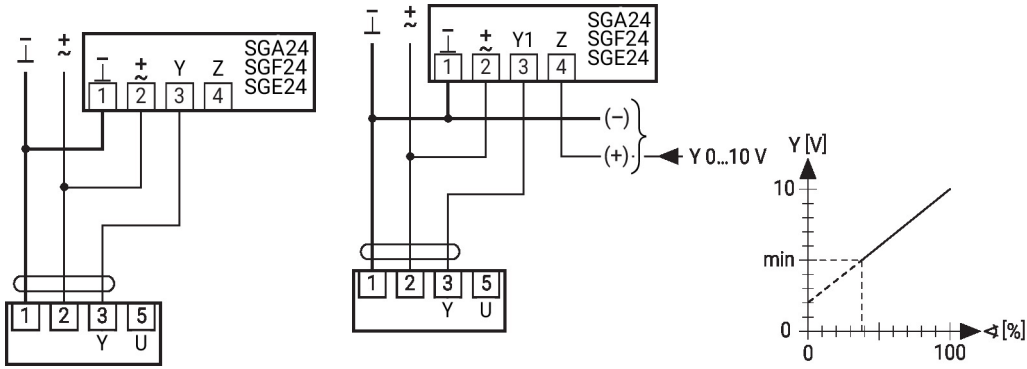 – +
⊥ ~
– + Y Z SGA24
⊥ ~ SGF24
1 2 3 4 SGE24
1 2 3 5
Y U
– +
⊥ ~
– + Y1 Z SGA24
⊥ ~ SGF24
1 2 3 4 SGE24
(–)
(+) Y 0...10 V
1 2 3 5
Y U
Y [V]
10
min
0
0 100 ∢ [%]